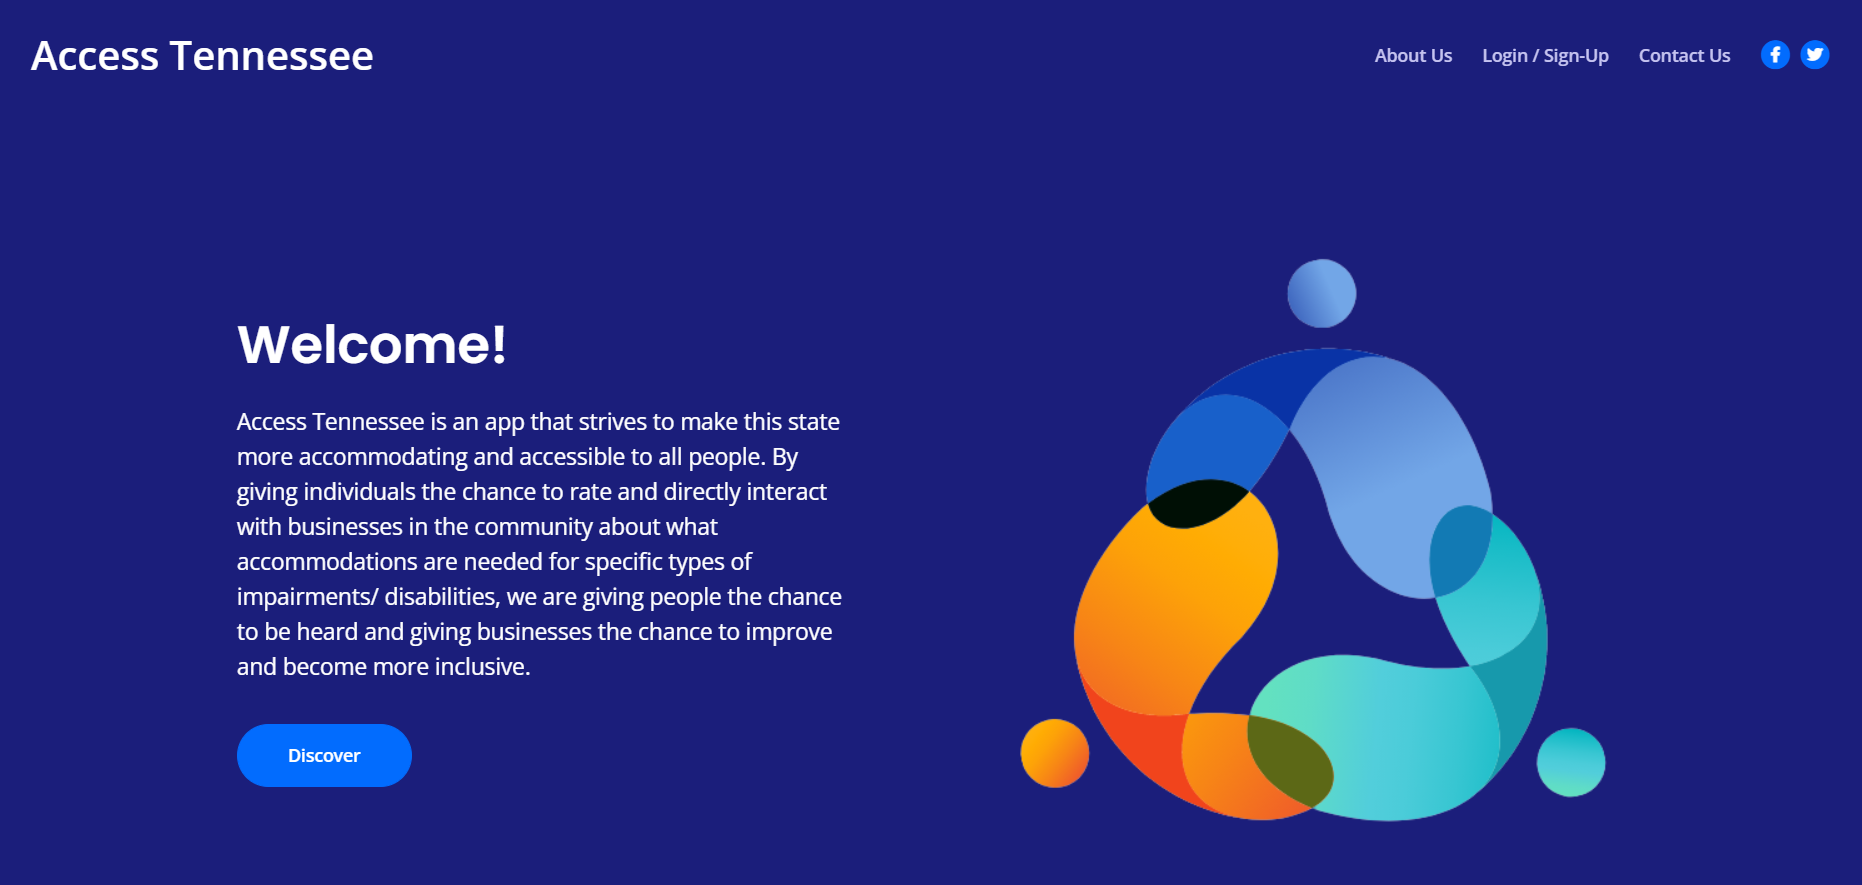 Access Tennessee
About Us
Login / Sign-Up
Contact Us
Welcome!
Access Tennessee is an app that strives to make this state
more accommodating and accessible to all people. By
giving individuals the chance to rate and directly interact
with businesses in the community about what
accommodations are needed for specific types of
impairments/ disabilities, we are giving people the chance
to be heard and giving businesses the chance to improve
and become more inclusive.
Discover